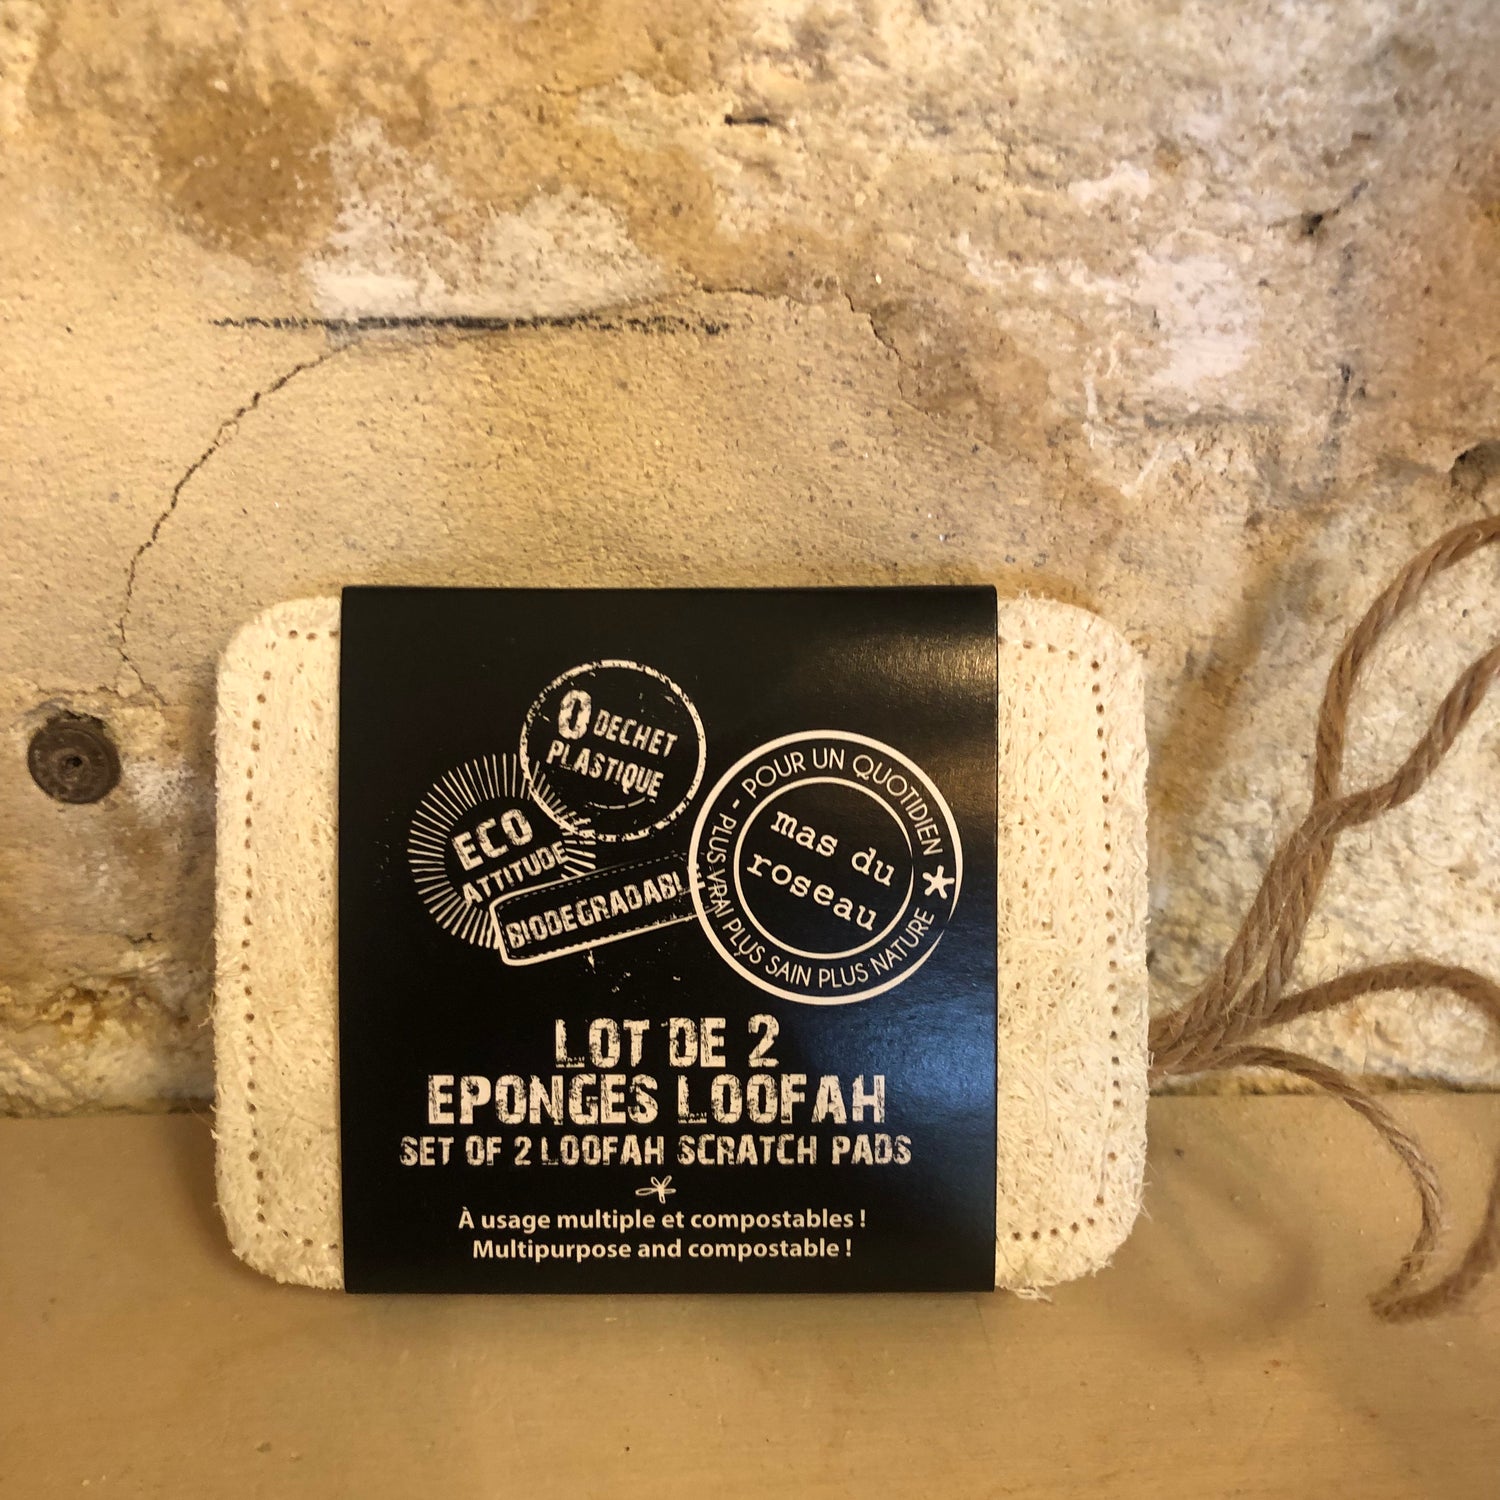 0 DECHET
PLASTIQUE
ECO
ATTITUDE
BIODEGRADABL
POUR UN QUOTIDIEN * PLUS VRAI PLUS SAIN PLUS NATURE -
mas du
roseau
LOT DE 2
EPONGES LOOFAH
SET OF 2 LOOFAH SCRATCH PADS
À usage multiple et compostables !
Multipurpose and compostable !